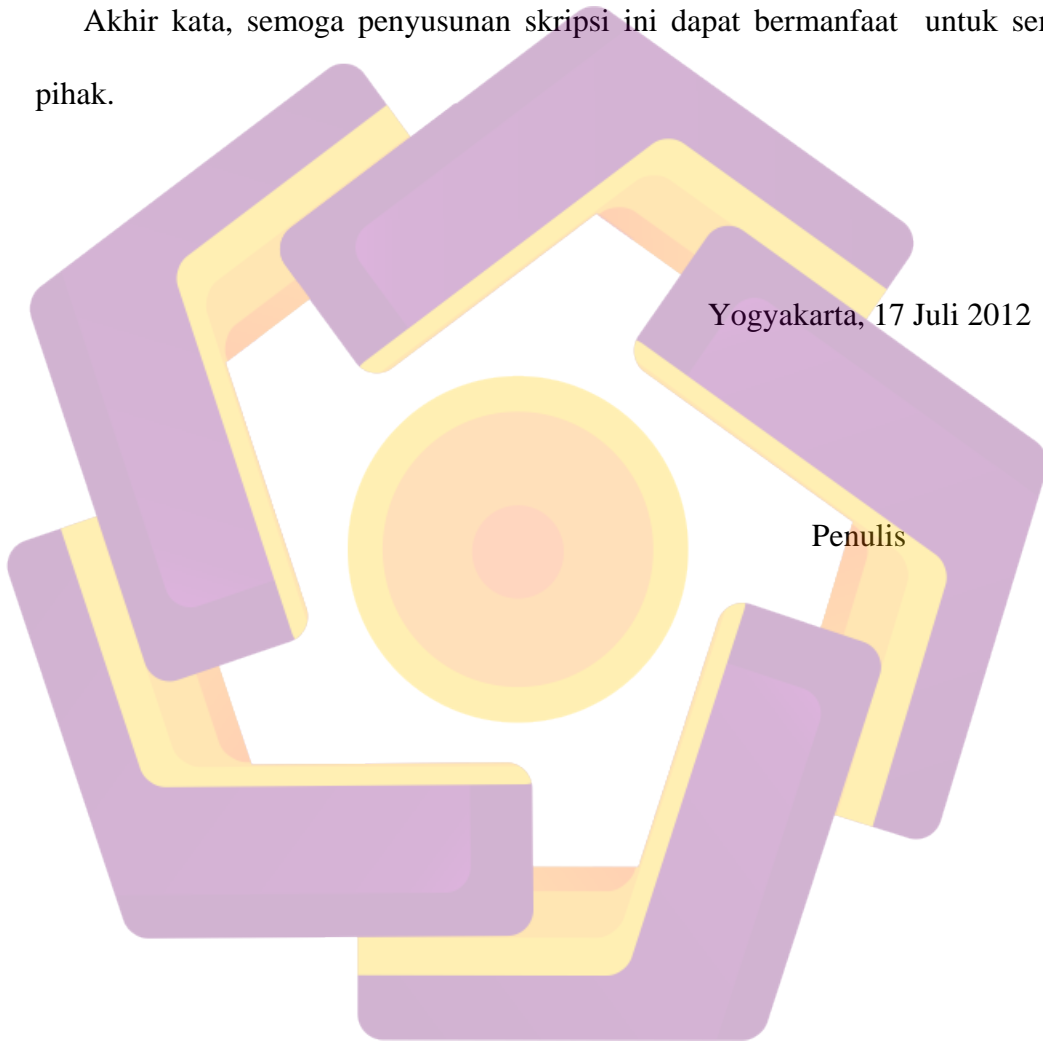 Akhir kata, semoga penyusunan skripsi ini dapat bermanfaat untuk
pihak.
Yogyakarta, 17 Juli 2012
Penulis